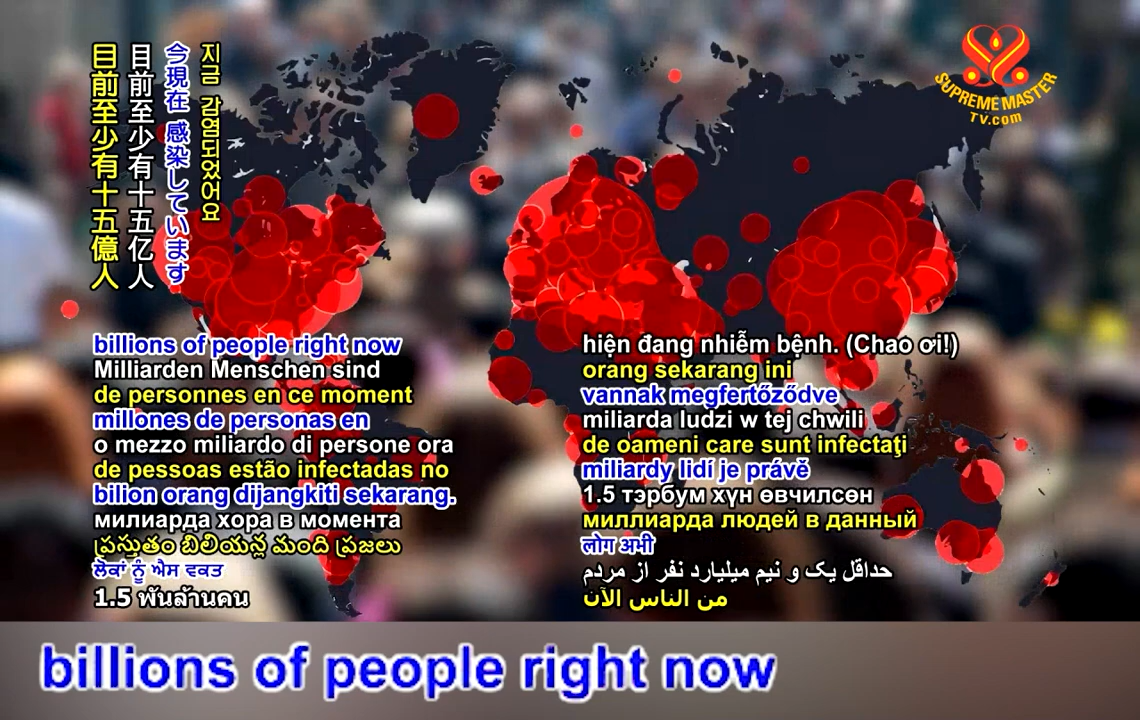 目前至少有十五億人
目前至少有十五亿人
今現在 感染しています
지금 감염되었어요
SUPREME MASTER
TV.com
billions of people right now
Milliarden Menschen sind
de personnes en ce moment
millones de personas en
o mezzo miliardo di persone ora
de pessoas estão infectadas no
bilion orang dijangkiti sekarang.
милиарда хора в момента
ప్రస్తుతం బిలియన్ల మంది ప్రజలు
ਲੋਕਾਂ ਨੂੰ ਐਸ ਵਕਤ
1.5 พันล้านคน
hiện đang nhiễm bệnh. (Chao ơi!)
orang sekarang ini
vannak megfertőződve
miliarda ludzi w tej chwili
de oameni care sunt infectaţi
miliardy lidí je právě
1.5 тэрбум хүн өвчилсөн
миллиарда людей в данный
लोग अभी
حداقل یک و نیم میلیارد نفر از مردم
من الناس الآن
billions of people right now